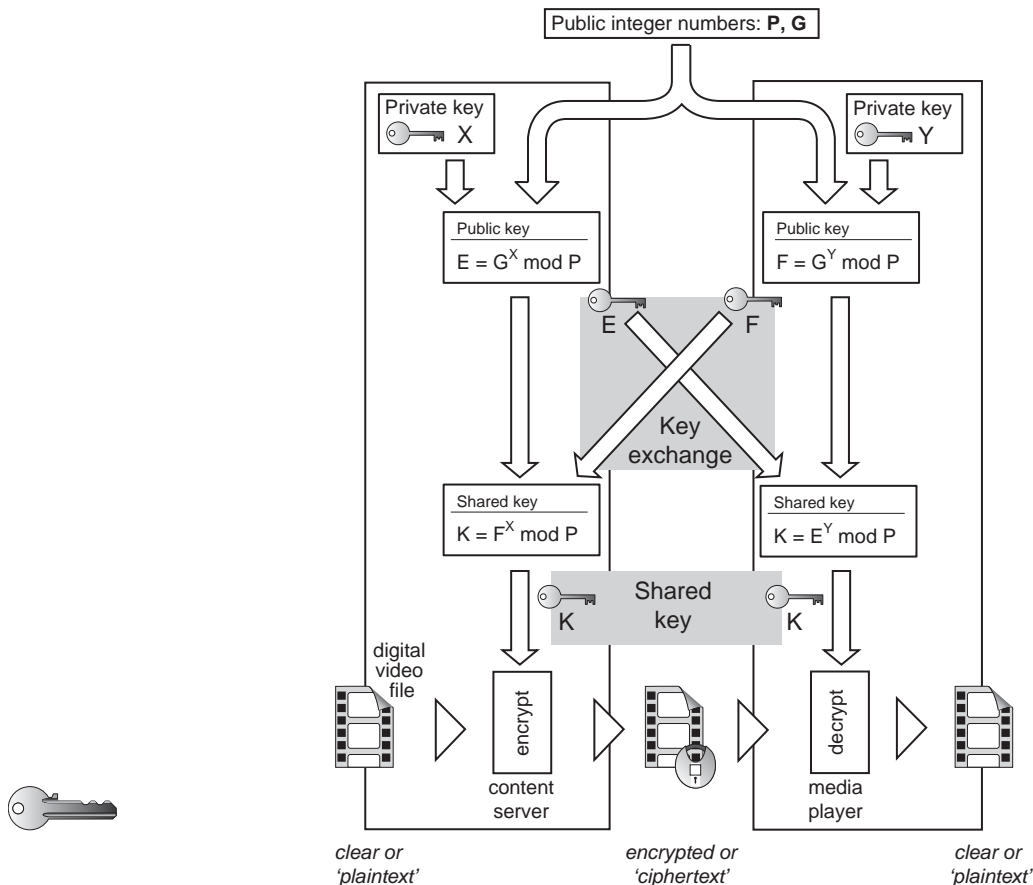 Public integer numbers: P, G
Private key
X
Private key
Y
Public key
E = G^X mod P
Public key
F = G^Y mod P
E
F
Key
exchange
Shared key
K = F^X mod P
Shared key
K = E^Y mod P
Shared
key
K
K
digital
video
file
encrypt
decrypt
content
server
media
player
clear or
'plaintext'
encrypted or
'ciphertext'
clear or
'plaintext'